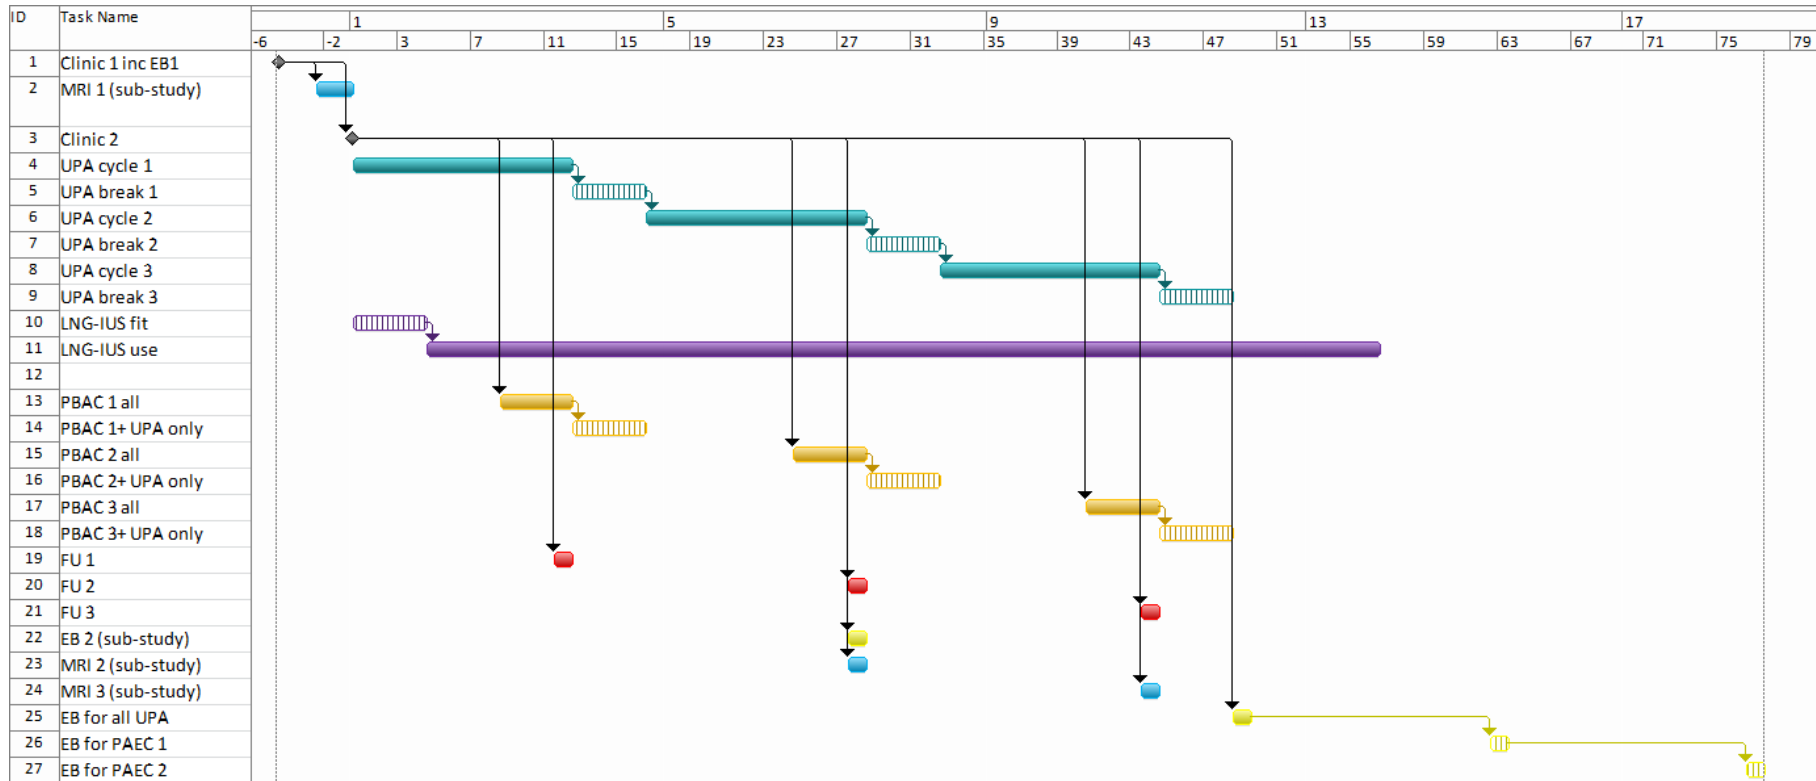 ID Task Name
1 5 9 13 17
-6 -2 3 7 11 15 19 23 27 31 35 39 43 47 51 55 59 63 67 71 75 79
1 Clinic 1 inc EB1
2 MRI 1 (sub-study)
3 Clinic 2
4 UPA cycle 1
5 UPA break 1
6 UPA cycle 2
7 UPA break 2
8 UPA cycle 3
9 UPA break 3
10 LNG-IUS fit
11 LNG-IUS use
12
13 PBAC 1 all
14 PBAC 1+ UPA only
15 PBAC 2 all
16 PBAC 2+ UPA only
17 PBAC 3 all
18 PBAC 3+ UPA only
19 FU 1
20 FU 2
21 FU 3
22 EB 2 (sub-study)
23 MRI 2 (sub-study)
24 MRI 3 (sub-study)
25 EB for all UPA
26 EB for PAEC 1
27 EB for PAEC 2